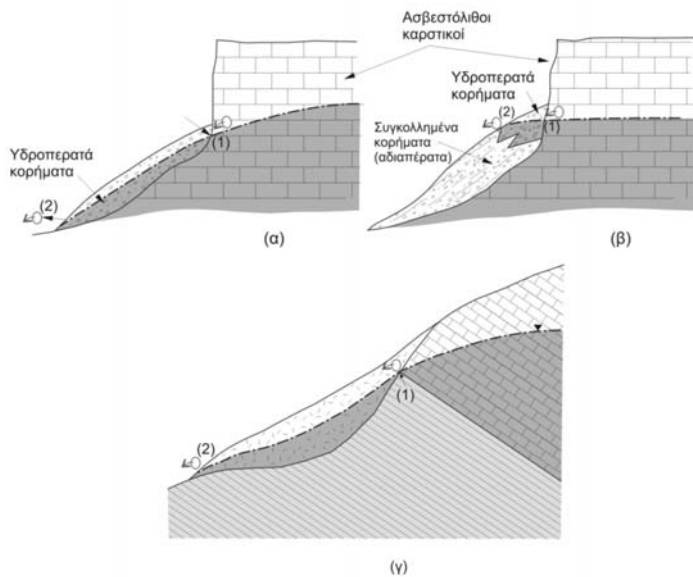 Ασβεστόλιθοι
καρστικοί
Υδροπερατά
κορήματα
(1)
(2)
(α)
Υδροπερατά
κορήματα
(2)
(1)
Συγκολλημένα
κορήματα
(αδιαπέρατα)
(β)
(1)
(2)
(γ)